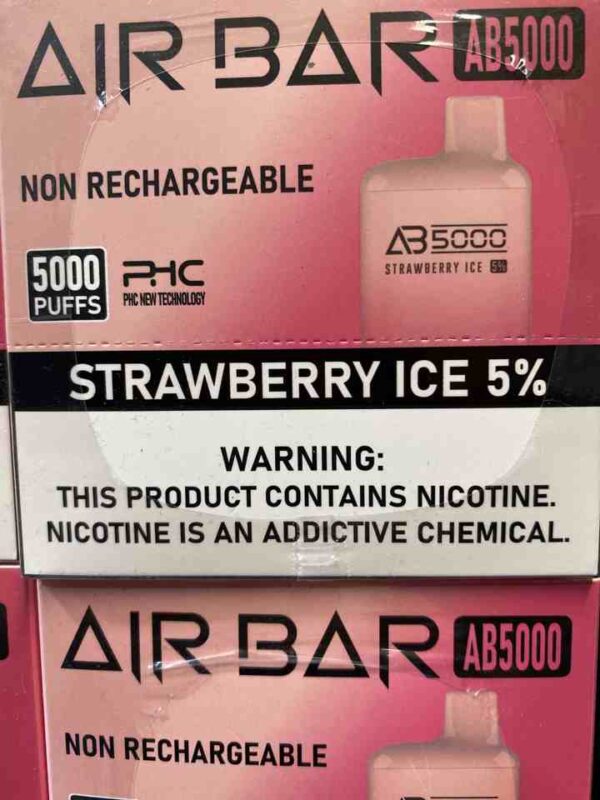 AIR BAR AB5000
NON RECHARGEABLE
AB5000
STRAWBERRY ICE 5%
5000
PUFFS
PHC
PHC NEW TECHNOLOGY
STRAWBERRY ICE 5%
WARNING:
THIS PRODUCT CONTAINS NICOTINE.
NICOTINE IS AN ADDICTIVE CHEMICAL.
AIR BAR AB5000
NON RECHARGEABLE